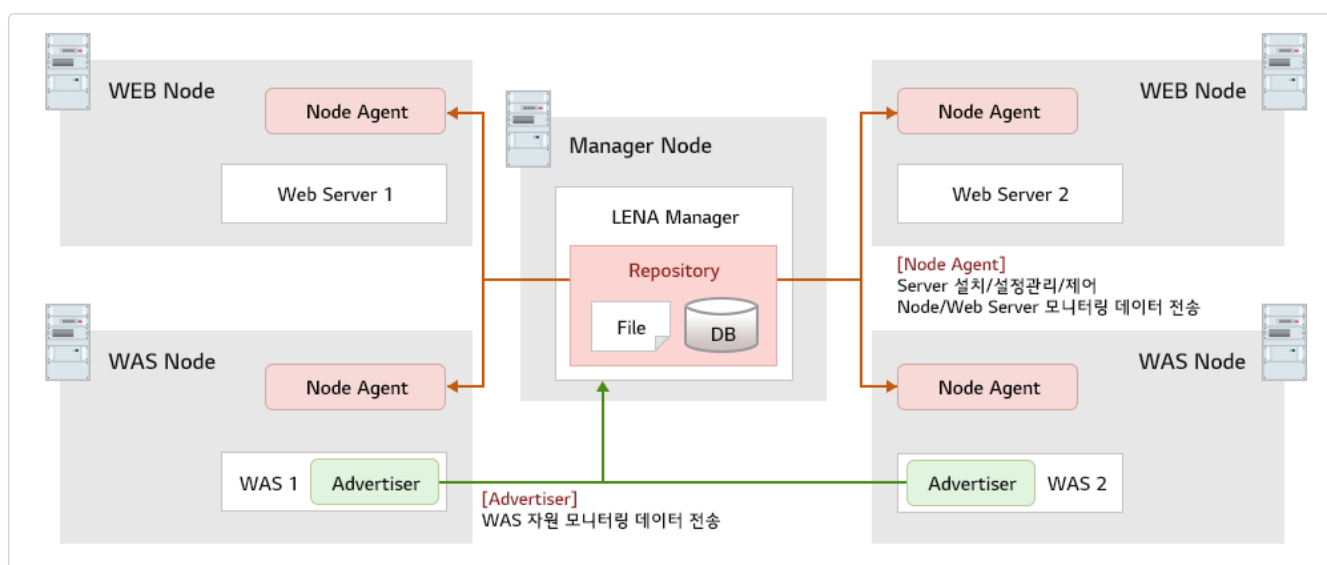 WEB Node
Node Agent
Web Server 1
Manager Node
LENA Manager
Repository
File
DB
WEB Node
Node Agent
Web Server 2
[Node Agent]
Server 설치/설정관리/제어
Node/Web Server 모니터링 데이터 전송
WAS Node
Node Agent
WAS 1
Advertiser
[Advertiser]
WAS 자원 모니터링 데이터 전송
WAS Node
Node Agent
Advertiser
WAS 2